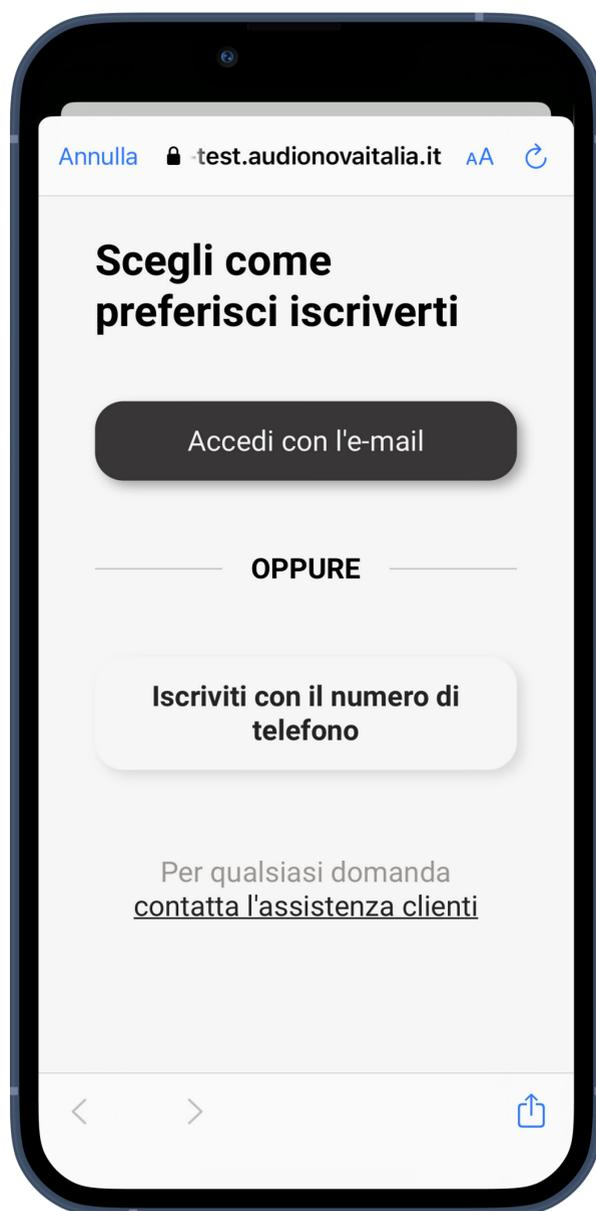 Annulla -test.audionovaitalia.it AA
Scegli come
preferisci iscriverti
Accedi con l'e-mail
OPPURE
Iscriviti con il numero di
telefono
Per qualsiasi domanda
contatta l'assistenza clienti